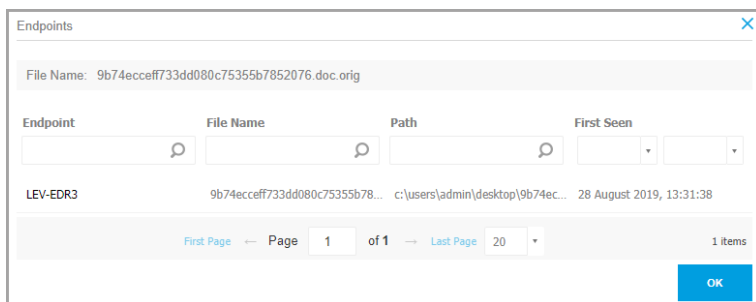 Endpoints
File Name: 9b74ecceff733dd080c75355b7852076.doc.orig
Endpoint File Name Path First Seen
LEV-EDR3 9b74ecceff733dd080c75355b78... c:\users\admin\desktop\9b74ec... 28 August 2019, 13:31:38
First Page ← Page 1 of 1 → Last Page 20 1 items
OK